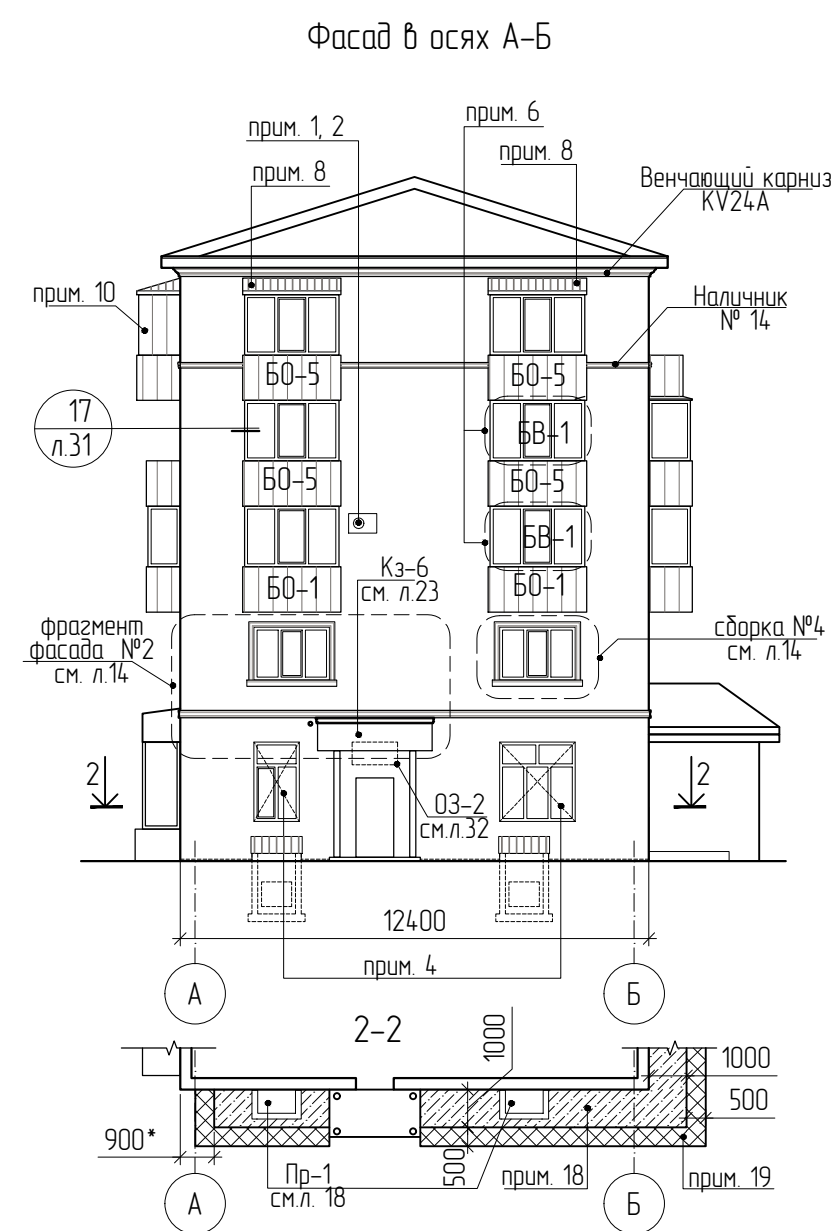 Фасад в осях А-Б
прим. 6
прим. 1, 2
прим. 8
прим. 8
Венчающий карниз
KV24A
прим. 10
Наличник
№ 14
БО-5
БО-5
17
л.31
БВ-1
БО-5
БО-5
БВ-1
Кз-6
см. л.23
БО-1
БО-1
фрагмент
фасада №2
см. л.14
сборка №4
см. л.14
2
2
ОЗ-2
см.л.32
12400
прим. 4
А
Б
2-2
1000
1000
500
900*
500
Пр-1
см.л. 18
прим. 18
прим. 19
А
Б